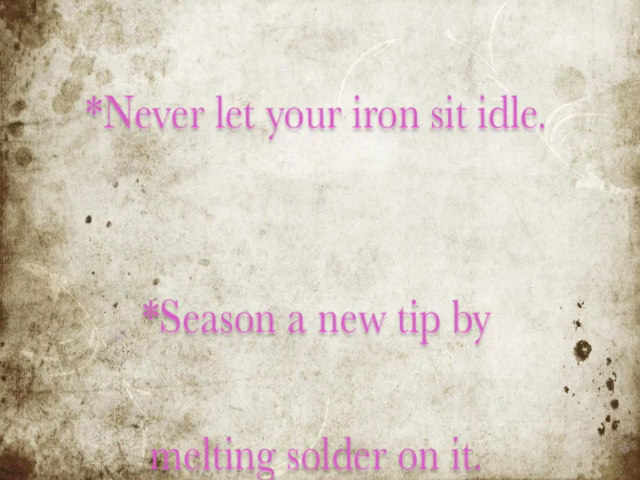 *Never let your iron sit idle.
*Season a new tip by
melting solder on it.